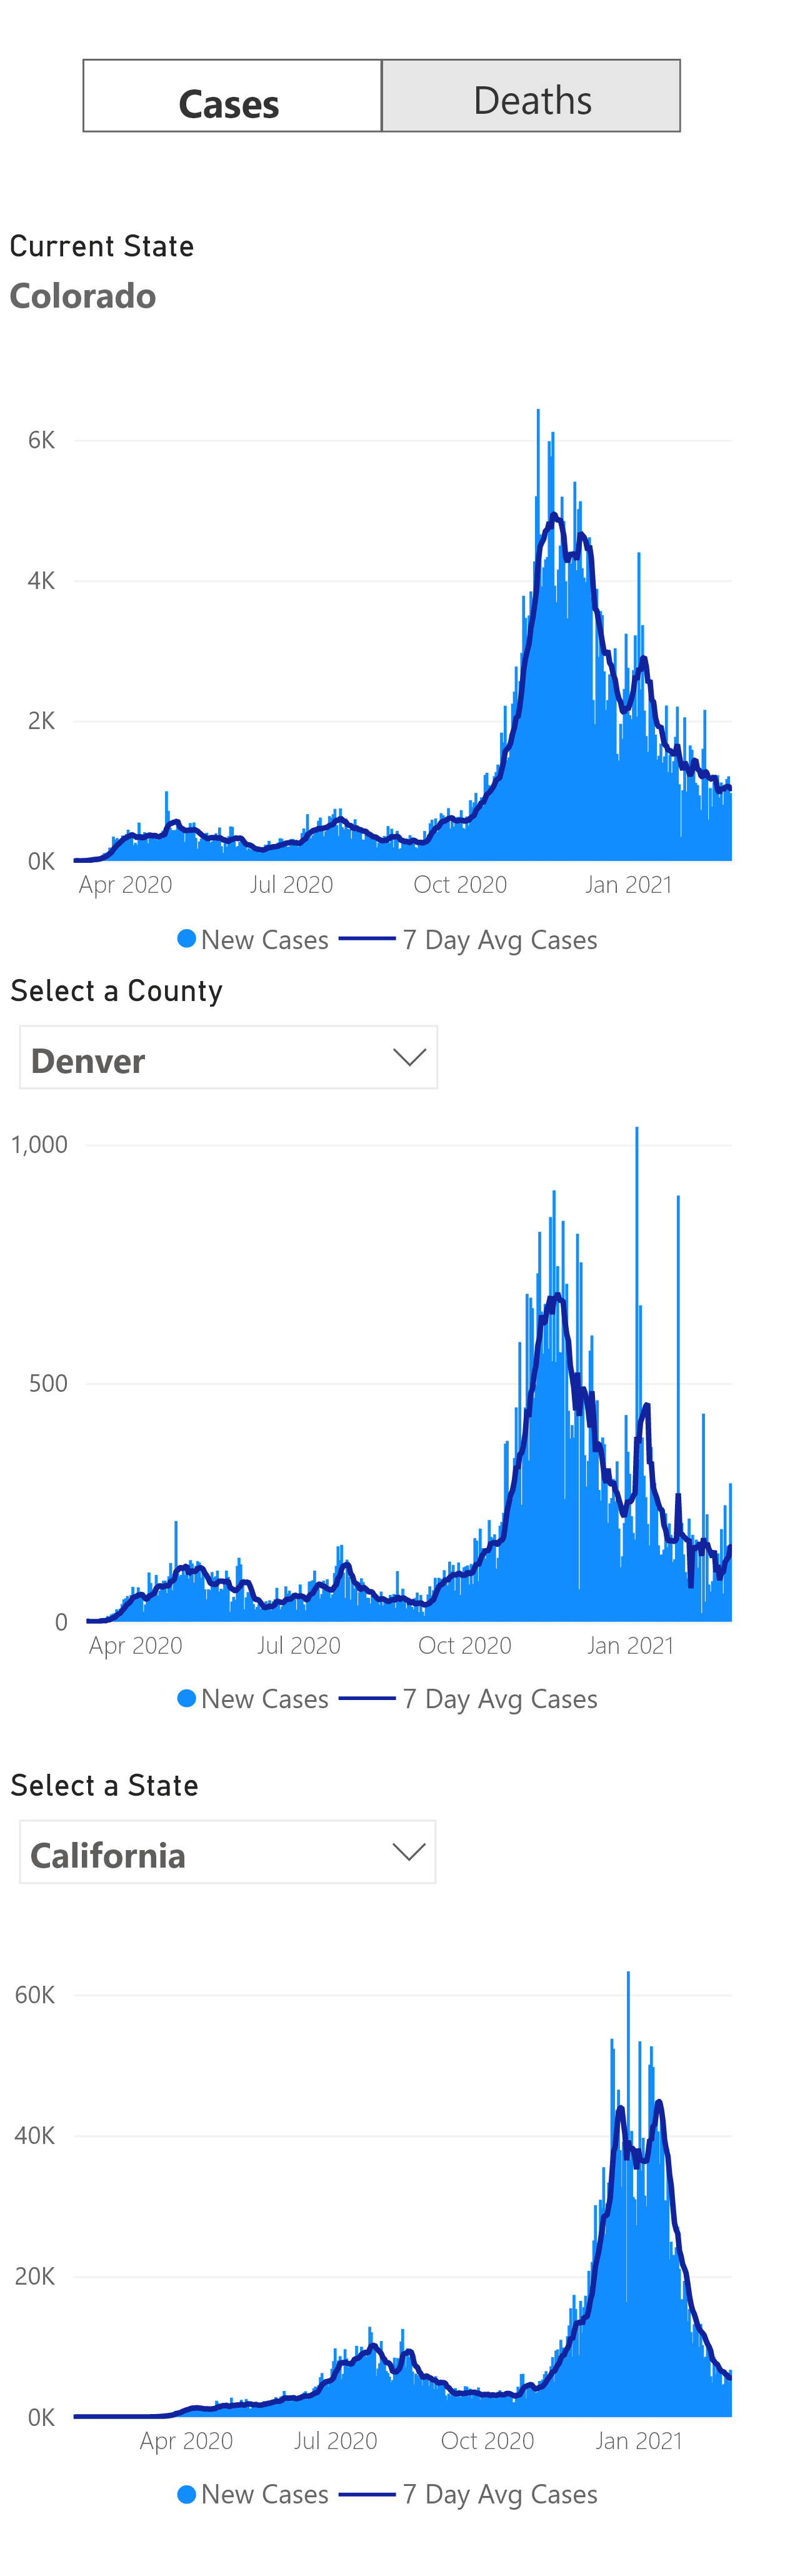 Cases Deaths
Current State
Colorado
6K
4K
2K
0K
Apr 2020 Jul 2020 Oct 2020 Jan 2021
New Cases 7 Day Avg Cases
Select a County
Denver
1,000
500
0
Apr 2020 Jul 2020 Oct 2020 Jan 2021
New Cases 7 Day Avg Cases
Select a State
California
60K
40K
20K
0K
Apr 2020 Jul 2020 Oct 2020 Jan 2021
New Cases 7 Day Avg Cases